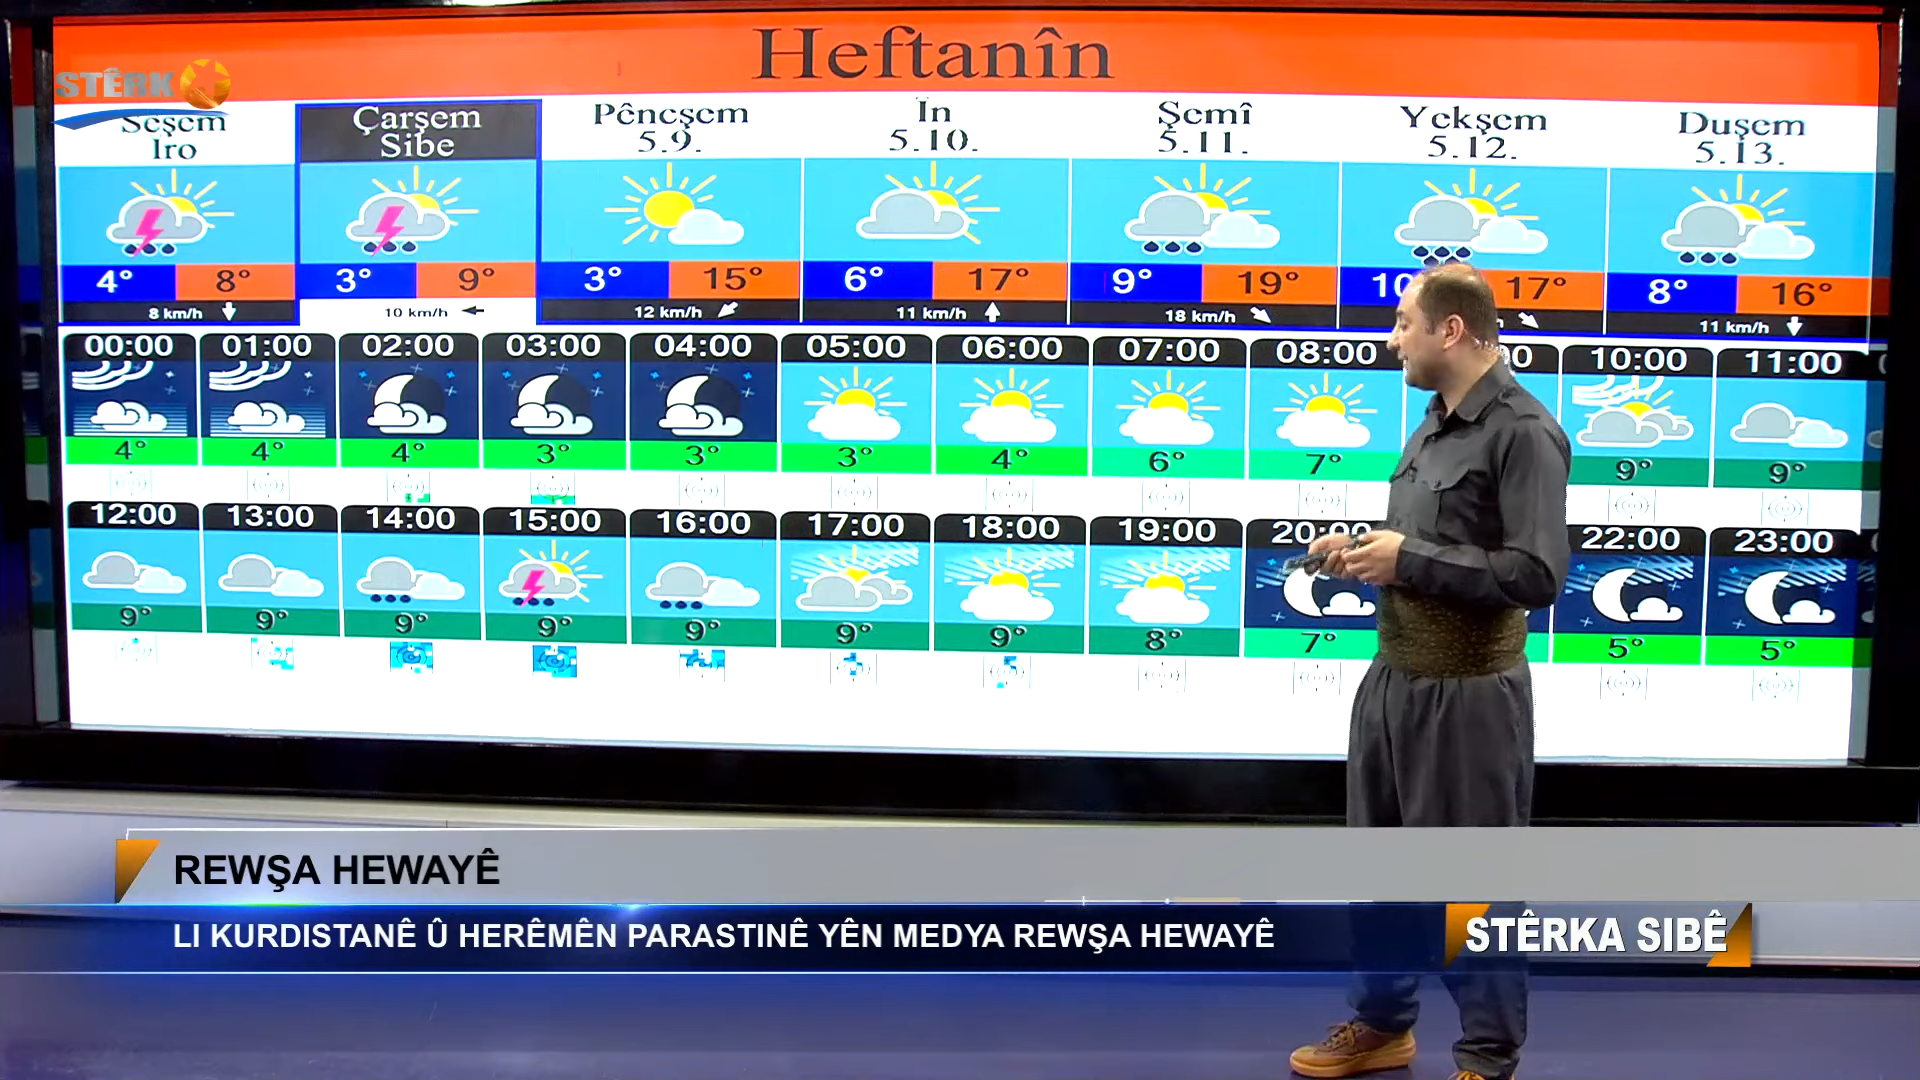 Heftanîn
STÊRK
Sêşem Çarşem Pêncşem În Şemî Yekşem Duşem
Îro Sibe 5.9. 5.10. 5.11. 5.12. 5.13.
4° 8° 3° 9° 3° 15° 6° 17° 9° 19° 10 17° 8° 16°
8 km/h 10 km/h 12 km/h 11 km/h 18 km/h 11 km/h
00:00 01:00 02:00 03:00 04:00 05:00 06:00 07:00 08:00 10:00 11:00
4° 4° 4° 3° 3° 3° 4° 6° 7° 9° 9°
12:00 13:00 14:00 15:00 16:00 17:00 18:00 19:00 20:00 22:00 23:00
9° 9° 9° 9° 9° 9° 9° 8° 7° 5° 5°
REWŞA HEWAYÊ
LI KURDISTANÊ Û HERÊMÊN PARASTINÊ YÊN MEDYA REWŞA HEWAYÊ
STÊRKA SIBÊ